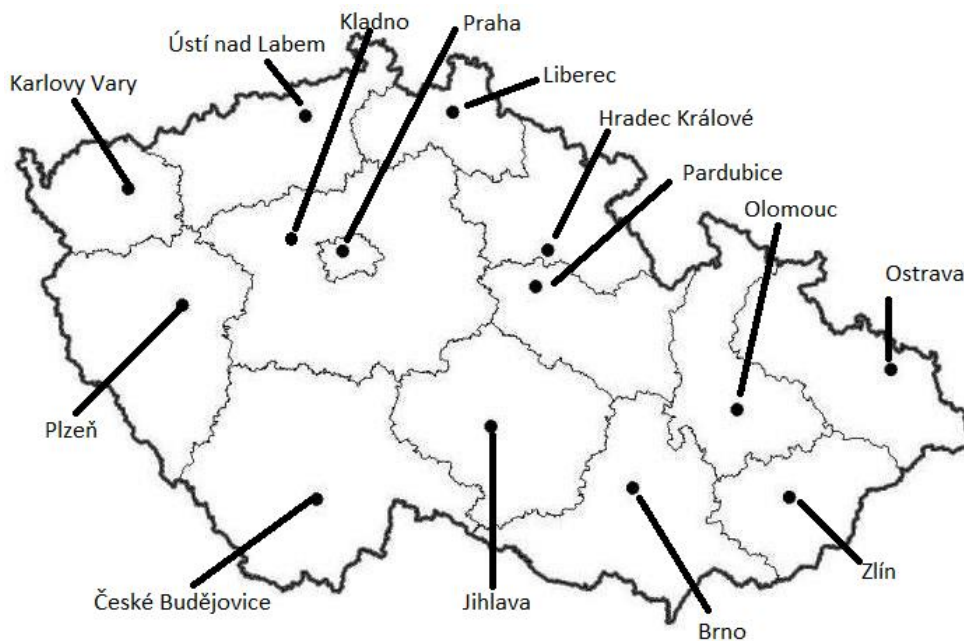 Kladno
Praha
Ústí nad Labem
Liberec
Karlovy Vary
Hradec Králové
Pardubice
Olomouc
Ostrava
Plzeň
Zlín
České Budějovice
Jihlava
Brno